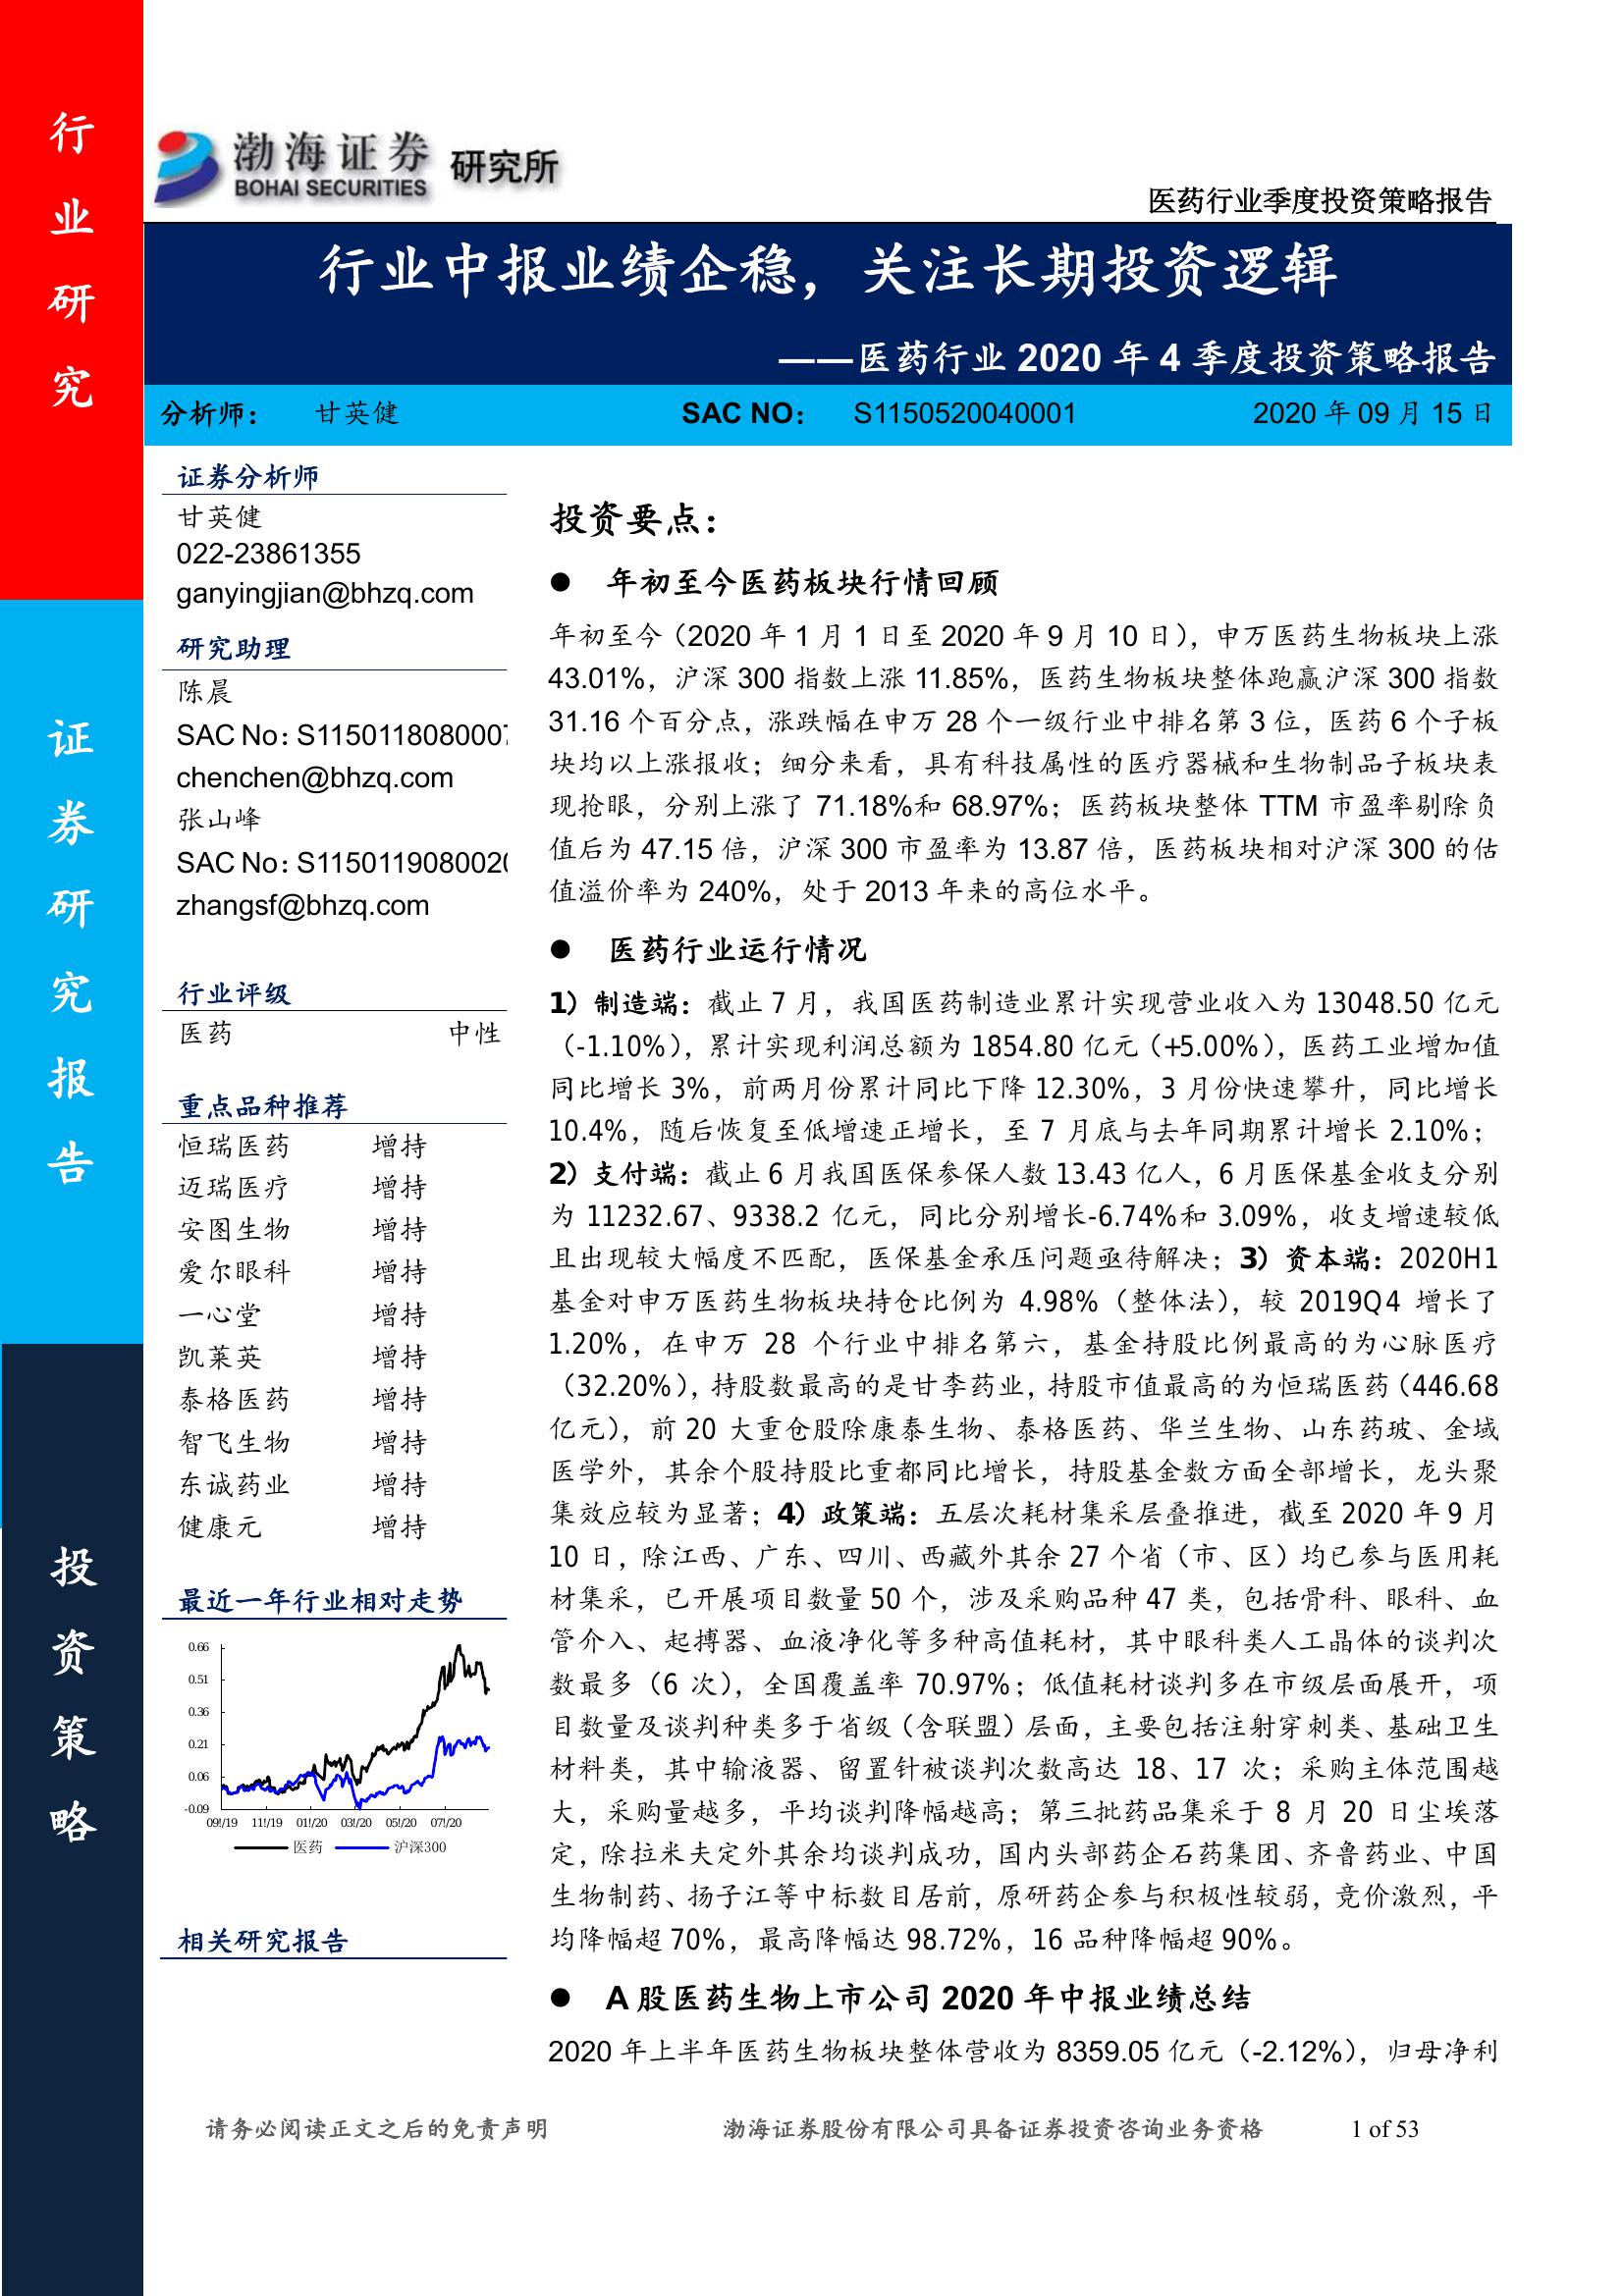 行业研究
证券研究报告
投资策略
渤海证券 研究所
BOHAI SECURITIES
医药行业季度投资策略报告
行业中报业绩企稳，关注长期投资逻辑
——医药行业 2020 年 4 季度投资策略报告
分析师： 甘英健 SAC NO： S1150520040001 2020 年 09 月 15 日
证券分析师
甘英健
022-23861355
ganyingjian@bhzq.com
研究助理
陈晨
SAC No：S1150118080007
chenchen@bhzq.com
张山峰
SAC No：S1150119080020
zhangsf@bhzq.com
行业评级
医药 中性
重点品种推荐
恒瑞医药 增持
迈瑞医疗 增持
安图生物 增持
爱尔眼科 增持
一心堂 增持
凯莱英 增持
泰格医药 增持
智飞生物 增持
东诚药业 增持
健康元 增持
最近一年行业相对走势
0.66
0.51
0.36
0.21
0.06
-0.09
09!/19 11!/19 01!/20 03!/20 05!/20 07!/20
医药 沪深300
相关研究报告
投资要点：
● 年初至今医药板块行情回顾
年初至今（2020 年 1 月 1 日至 2020 年 9 月 10 日），申万医药生物板块上涨
43.01%，沪深 300 指数上涨 11.85%，医药生物板块整体跑赢沪深 300 指数
31.16 个百分点，涨跌幅在申万 28 个一级行业中排名第 3 位，医药 6 个子板
块均以上涨报收；细分来看，具有科技属性的医疗器械和生物制品子板块表
现抢眼，分别上涨了 71.18%和 68.97%；医药板块整体 TTM 市盈率剔除负
值后为 47.15 倍，沪深 300 市盈率为 13.87 倍，医药板块相对沪深 300 的估
值溢价率为 240%，处于 2013 年来的高位水平。
● 医药行业运行情况
1）制造端：截止 7 月，我国医药制造业累计实现营业收入为 13048.50 亿元
（-1.10%），累计实现利润总额为 1854.80 亿元（+5.00%），医药工业增加值
同比增长 3%，前两月份累计同比下降 12.30%，3 月份快速攀升，同比增长
10.4%，随后恢复至低增速正增长，至 7 月底与去年同期累计增长 2.10%；
2）支付端：截止 6 月我国医保参保人数 13.43 亿人，6 月医保基金收支分别
为 11232.67、9338.2 亿元，同比分别增长-6.74%和 3.09%，收支增速较低
且出现较大幅度不匹配，医保基金承压问题亟待解决；3）资本端：2020H1
基金对申万医药生物板块持仓比例为 4.98%（整体法），较 2019Q4 增长了
1.20%，在申万 28 个行业中排名第六，基金持股比例最高的为心脉医疗
（32.20%），持股数最高的是甘李药业，持股市值最高的为恒瑞医药（446.68
亿元），前 20 大重仓股除康泰生物、泰格医药、华兰生物、山东药玻、金域
医学外，其余个股持股比重都同比增长，持股基金数方面全部增长，龙头聚
集效应较为显著；4）政策端：五层次耗材集采层叠推进，截至 2020 年 9 月
10 日，除江西、广东、四川、西藏外其余 27 个省（市、区）均已参与医用耗
材集采，已开展项目数量 50 个，涉及采购品种 47 类，包括骨科、眼科、血
管介入、起搏器、血液净化等多种高值耗材，其中眼科类人工晶体的谈判次
数最多（6 次），全国覆盖率 70.97%；低值耗材谈判多在市级层面展开，项
目数量及谈判种类多于省级（含联盟）层面，主要包括注射穿刺类、基础卫生
材料类，其中输液器、留置针被谈判次数高达 18、17 次；采购主体范围越
大，采购量越多，平均谈判降幅越高；第三批药品集采于 8 月 20 日尘埃落
定，除拉米夫定外其余均谈判成功，国内头部药企石药集团、齐鲁药业、中国
生物制药、扬子江等中标数目居前，原研药企参与积极性较弱，竞价激烈，平
均降幅超 70%，最高降幅达 98.72%，16 品种降幅超 90%。
● A 股医药生物上市公司 2020 年中报业绩总结
2020 年上半年医药生物板块整体营收为 8359.05 亿元（-2.12%），归母净利
请务必阅读正文之后的免责声明 渤海证券股份有限公司具备证券投资咨询业务资格 1 of 53